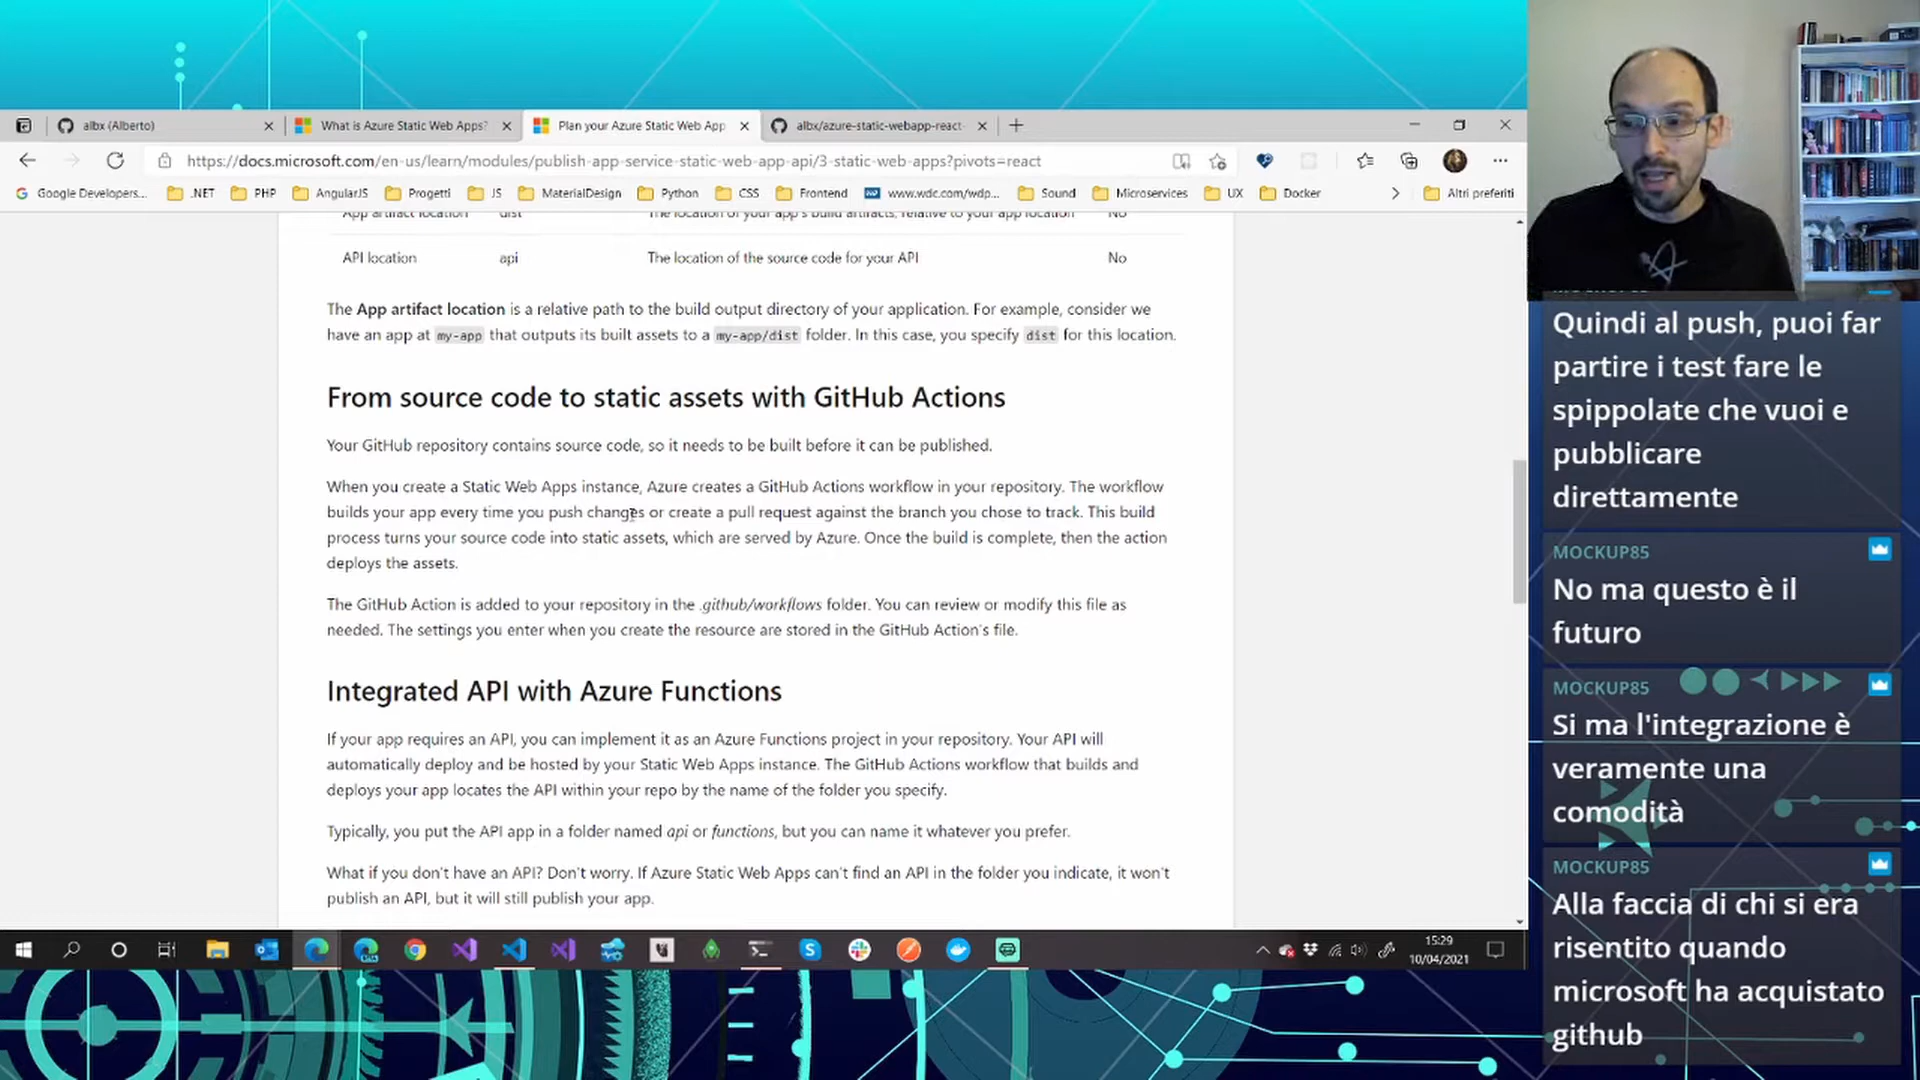 albx (Alberto)
What is Azure Static Web Apps?
Plan your Azure Static Web App
albx/azure-static-webapp-react
https://docs.microsoft.com/en-us/learn/modules/publish-app-service-static-web-app-api/3-static-web-apps?pivots=react
Google Developers...
.NET
PHP
AngularJS
Progetti
JS
MaterialDesign
Python
CSS
Frontend
www.wdc.com/wdp...
Sound
Microservices
UX
Docker
Altri preferiti
App artifact location dist The location of your app's build artifacts, relative to your app location No
API location api The location of the source code for your API No
The App artifact location is a relative path to the build output directory of your application. For example, consider we
have an app at my-app that outputs its built assets to a my-app/dist folder. In this case, you specify dist for this location.
From source code to static assets with GitHub Actions
Your GitHub repository contains source code, so it needs to be built before it can be published.
When you create a Static Web Apps instance, Azure creates a GitHub Actions workflow in your repository. The workflow
builds your app every time you push changes or create a pull request against the branch you chose to track. This build
process turns your source code into static assets, which are served by Azure. Once the build is complete, then the action
deploys the assets.
The GitHub Action is added to your repository in the .github/workflows folder. You can review or modify this file as
needed. The settings you enter when you create the resource are stored in the GitHub Action's file.
Integrated API with Azure Functions
If your app requires an API, you can implement it as an Azure Functions project in your repository. Your API will
automatically deploy and be hosted by your Static Web Apps instance. The GitHub Actions workflow that builds and
deploys your app locates the API within your repo by the name of the folder you specify.
Typically, you put the API app in a folder named api or functions, but you can name it whatever you prefer.
What if you don't have an API? Don't worry. If Azure Static Web Apps can't find an API in the folder you indicate, it won't
publish an API, but it will still publish your app.
15:29
10/04/2021
Quindi al push, puoi far
partire i test fare le
spippolate che vuoi e
pubblicare
direttamente
MOCKUP85
No ma questo è il
futuro
MOCKUP85
Si ma l'integrazione è
veramente una
comodità
MOCKUP85
Alla faccia di chi si era
risentito quando
microsoft ha acquistato
github